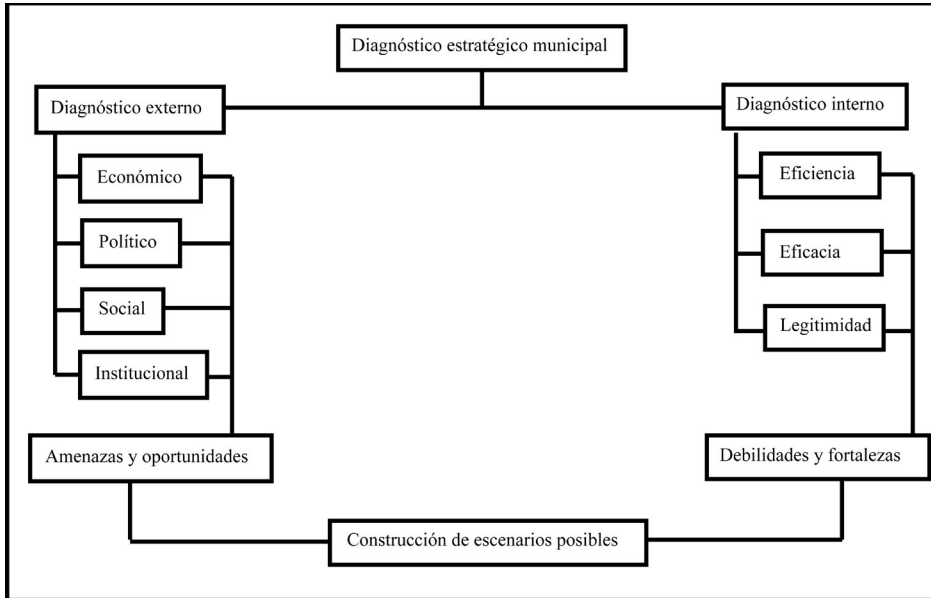 Diagnóstico estratégico municipal
Diagnóstico externo
Diagnóstico interno
Económico
Político
Social
Institucional
Eficiencia
Eficacia
Legitimidad
Amenazas y oportunidades
Debilidades y fortalezas
Construcción de escenarios posibles